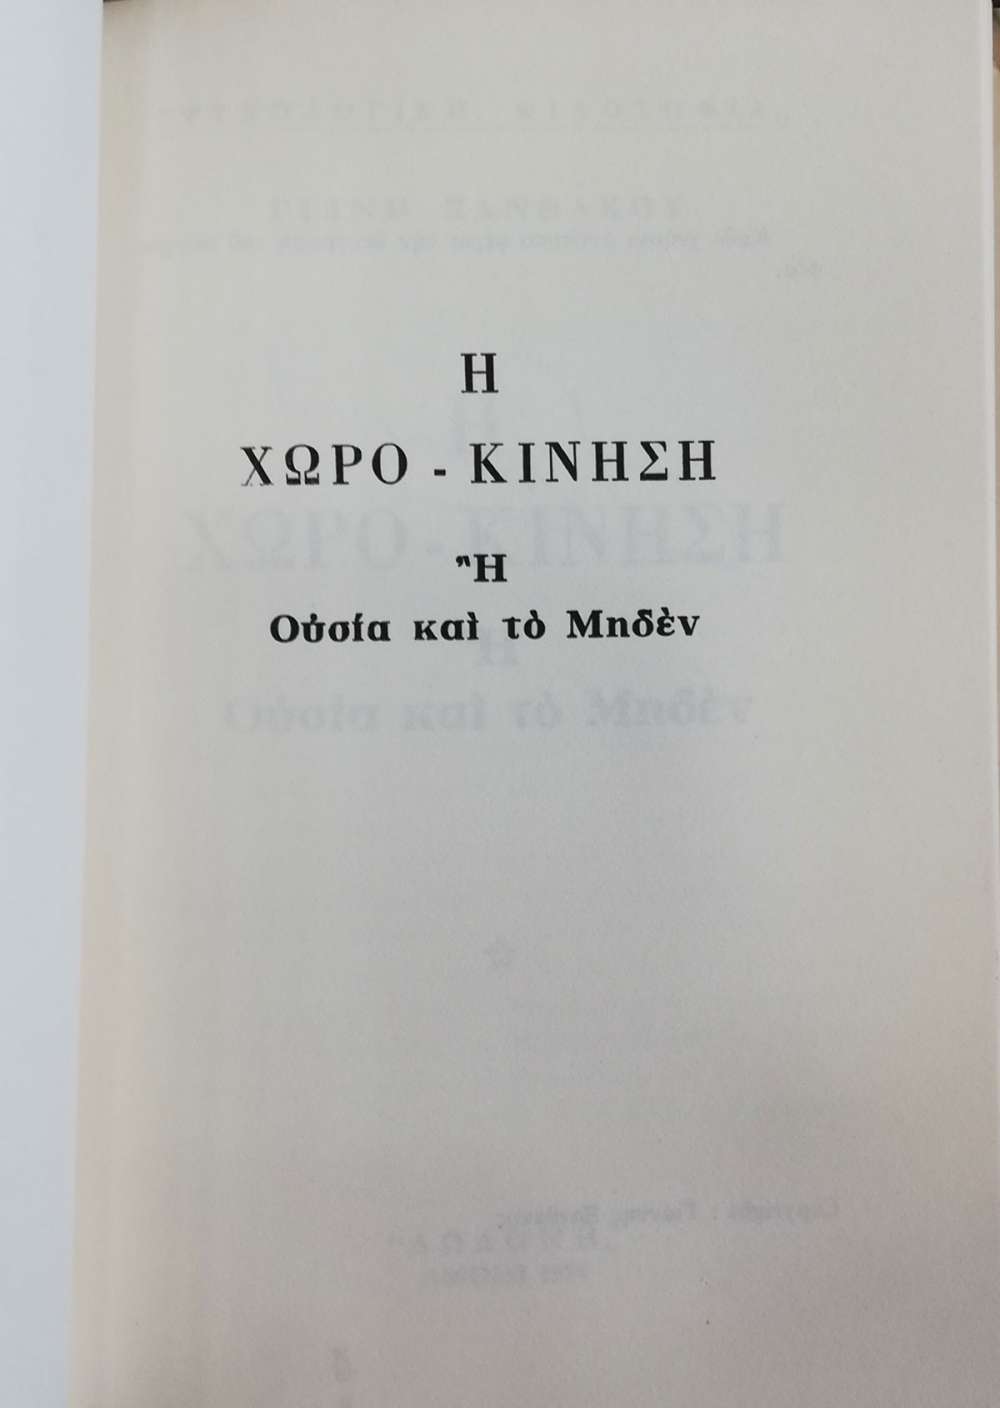 Η
ΧΩΡΟ - ΚΙΝΗΣΗ
Ἢ
Οὐσία καὶ τὸ Μηδὲν